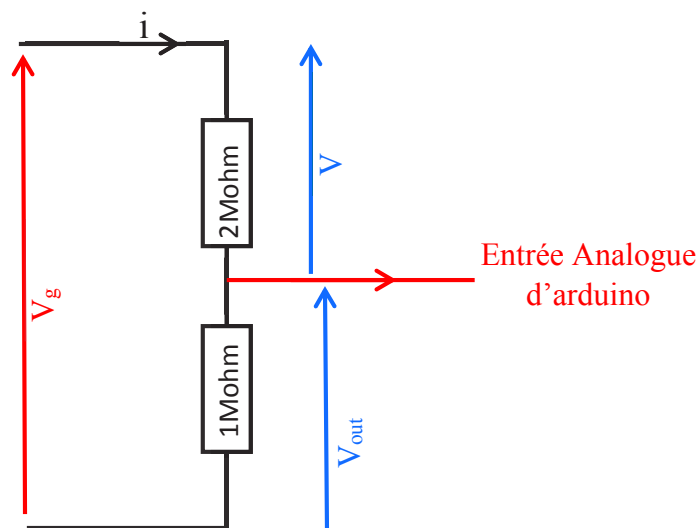 i
2Mohm
V
Entrée Analogue
d'arduino
Vg
1Mohm
Vout